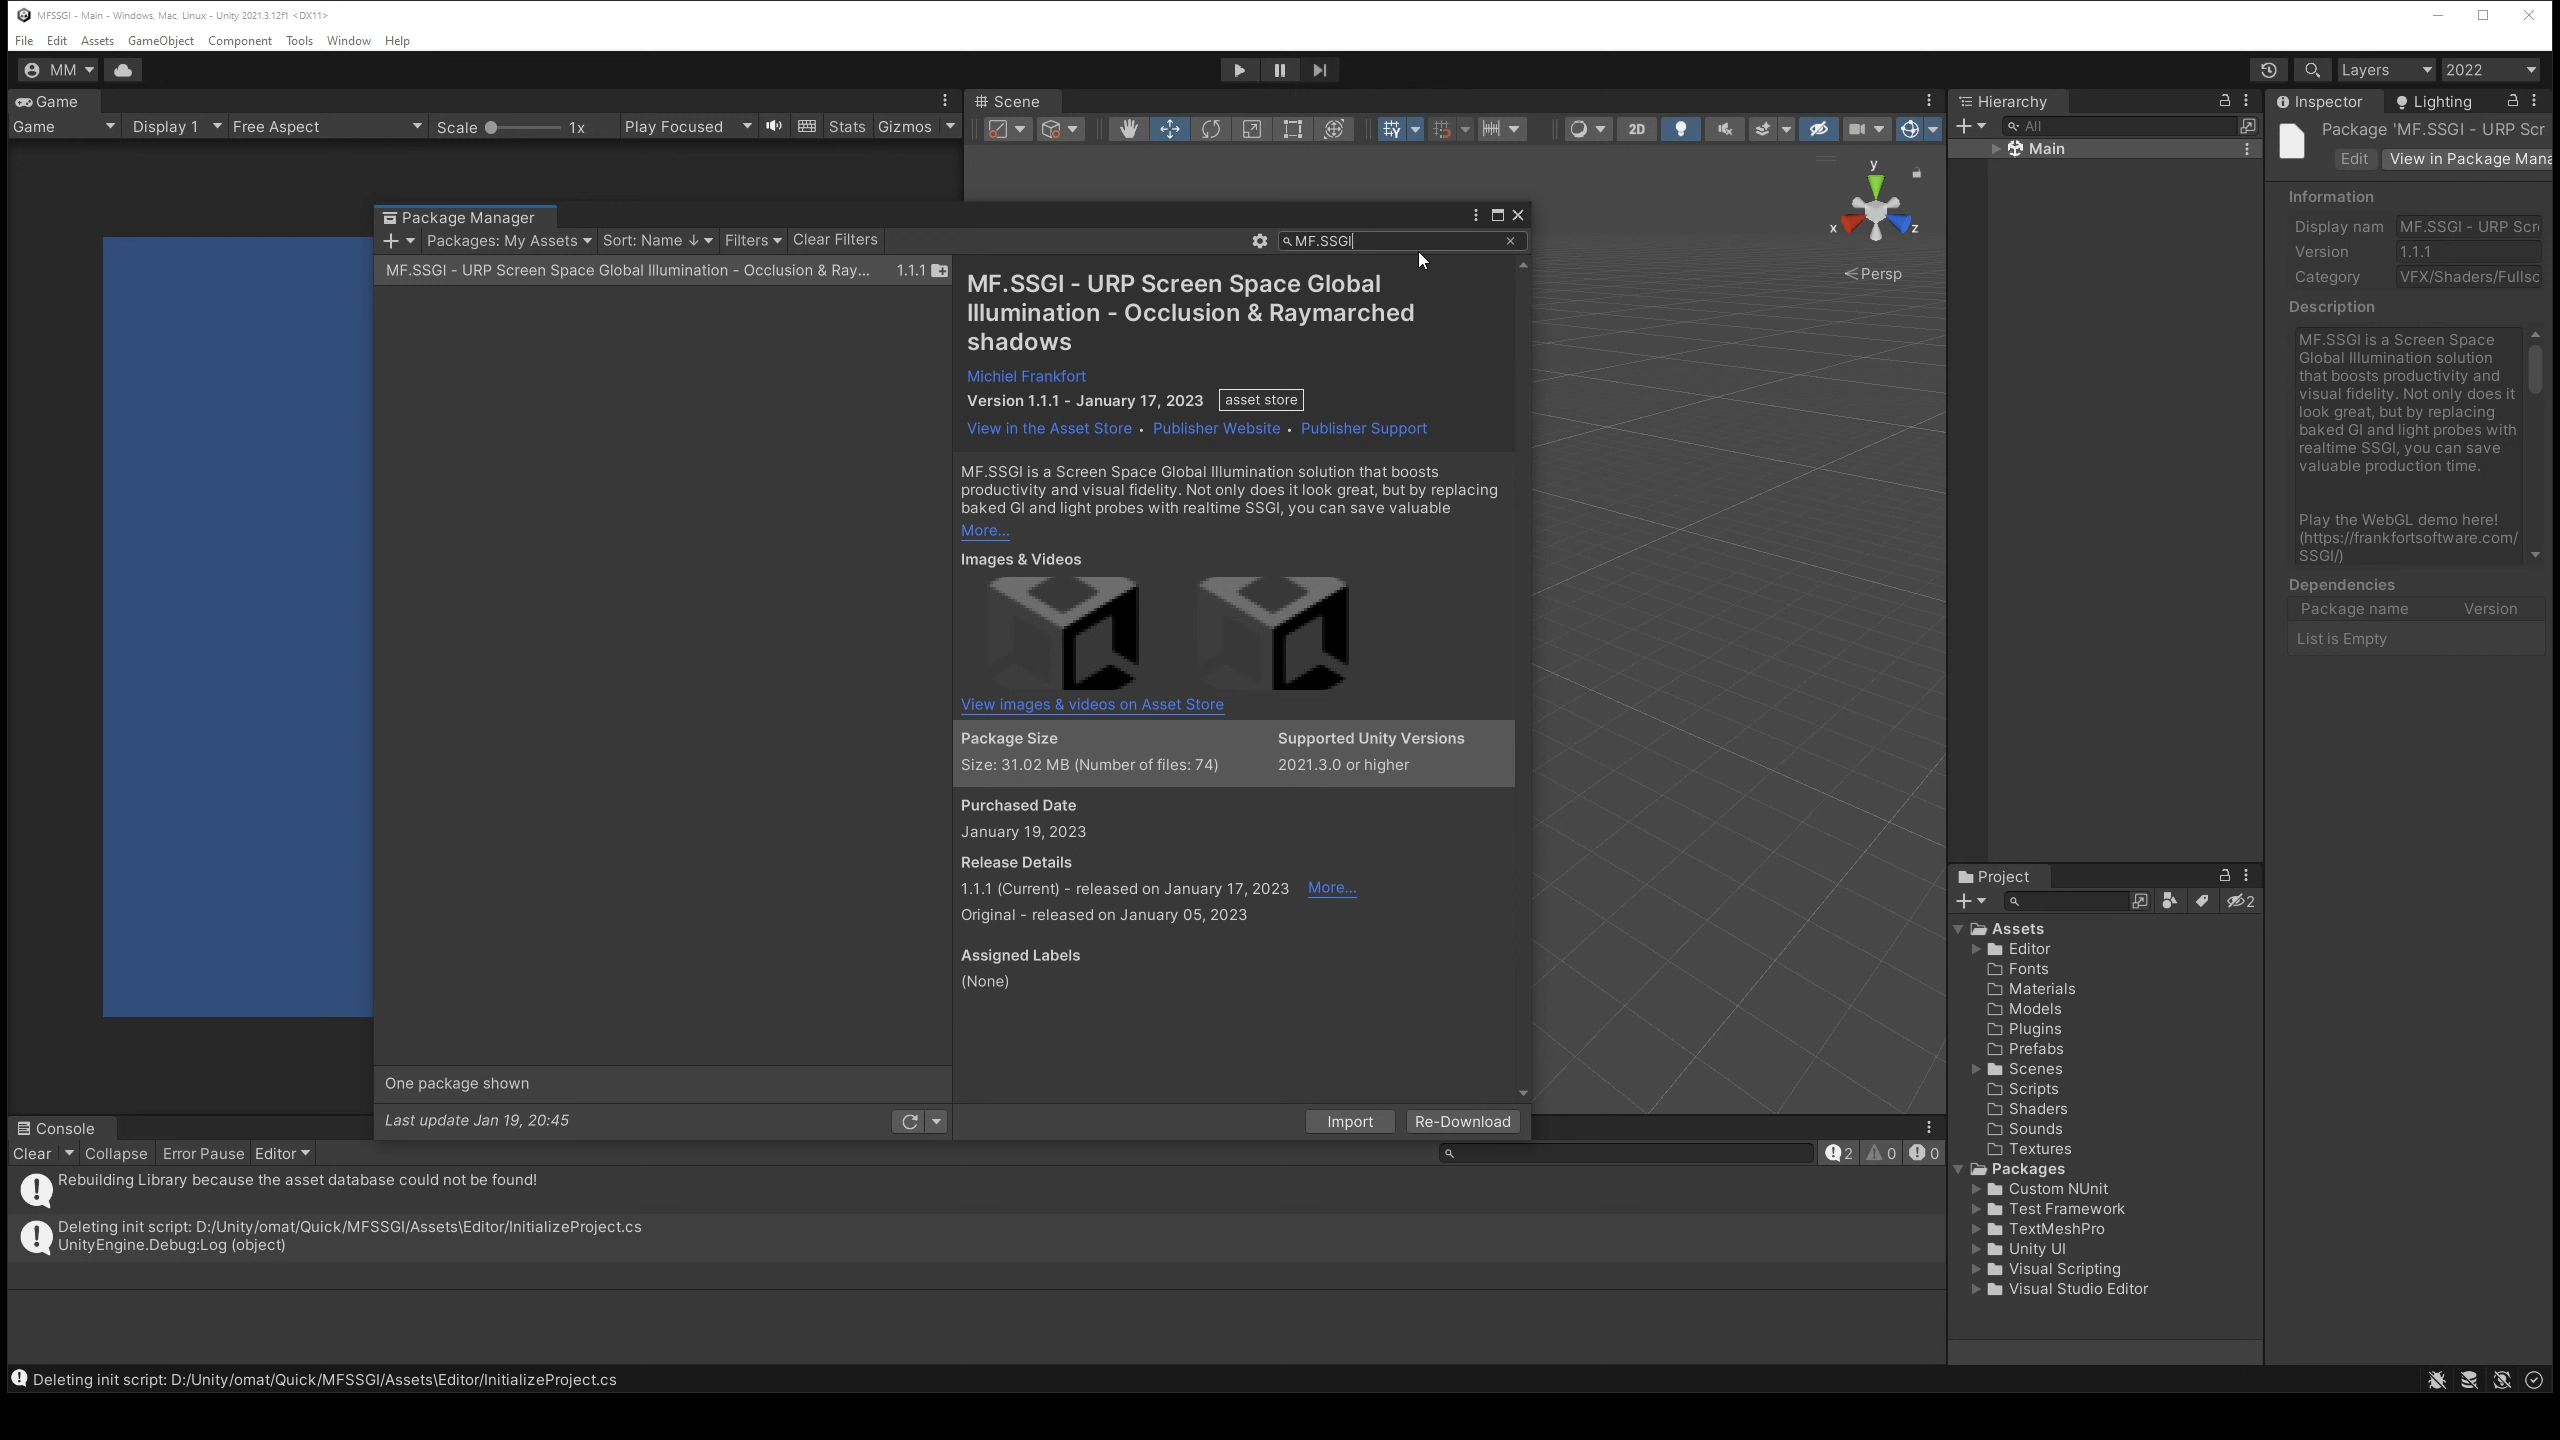 MFSSGI - Main - Windows, Mac, Linux - Unity 2021.3.12f1 <DX11>
File Edit Assets GameObject Component Tools Window Help
MM
Layers 2022
Game
Game Display 1 Free Aspect Scale 1x Play Focused Stats Gizmos
Scene
2D
y
x z
Persp
Hierarchy
All
Main
Inspector Lighting
Package 'MF.SSGI - URP Scr
Edit View in Package Mana
Information
Display nam MF.SSGI - URP Scr
Version 1.1.1
Category VFX/Shaders/Fullsc
Description
MF.SSGI is a Screen Space
Global Illumination solution
that boosts productivity and
visual fidelity. Not only does it
look great, but by replacing
baked GI and light probes with
realtime SSGI, you can save
valuable production time.
Play the WebGL demo here!
(https://frankfortsoftware.com/
SSGI/)
Dependencies
Package name Version
List is Empty
Package Manager
Packages: My Assets Sort: Name ↓ Filters Clear Filters MF.SSGI
MF.SSGI - URP Screen Space Global Illumination - Occlusion & Ray... 1.1.1
MF.SSGI - URP Screen Space Global
Illumination - Occlusion & Raymarched
shadows
Michiel Frankfort
Version 1.1.1 - January 17, 2023 asset store
View in the Asset Store • Publisher Website • Publisher Support
MF.SSGI is a Screen Space Global Illumination solution that boosts
productivity and visual fidelity. Not only does it look great, but by replacing
baked GI and light probes with realtime SSGI, you can save valuable
More...
Images & Videos
View images & videos on Asset Store
Package Size Supported Unity Versions
Size: 31.02 MB (Number of files: 74) 2021.3.0 or higher
Purchased Date
January 19, 2023
Release Details
1.1.1 (Current) - released on January 17, 2023 More...
Original - released on January 05, 2023
Assigned Labels
(None)
One package shown
Last update Jan 19, 20:45
Import Re-Download
Project
2
Assets
Editor
Fonts
Materials
Models
Plugins
Prefabs
Scenes
Scripts
Shaders
Sounds
Textures
Packages
Custom NUnit
Test Framework
TextMeshPro
Unity UI
Visual Scripting
Visual Studio Editor
Console
Clear Collapse Error Pause Editor 2 0 0
Rebuilding Library because the asset database could not be found!
Deleting init script: D:/Unity/omat/Quick/MFSSGI/Assets\Editor/InitializeProject.cs
UnityEngine.Debug:Log (object)
Deleting init script: D:/Unity/omat/Quick/MFSSGI/Assets\Editor/InitializeProject.cs